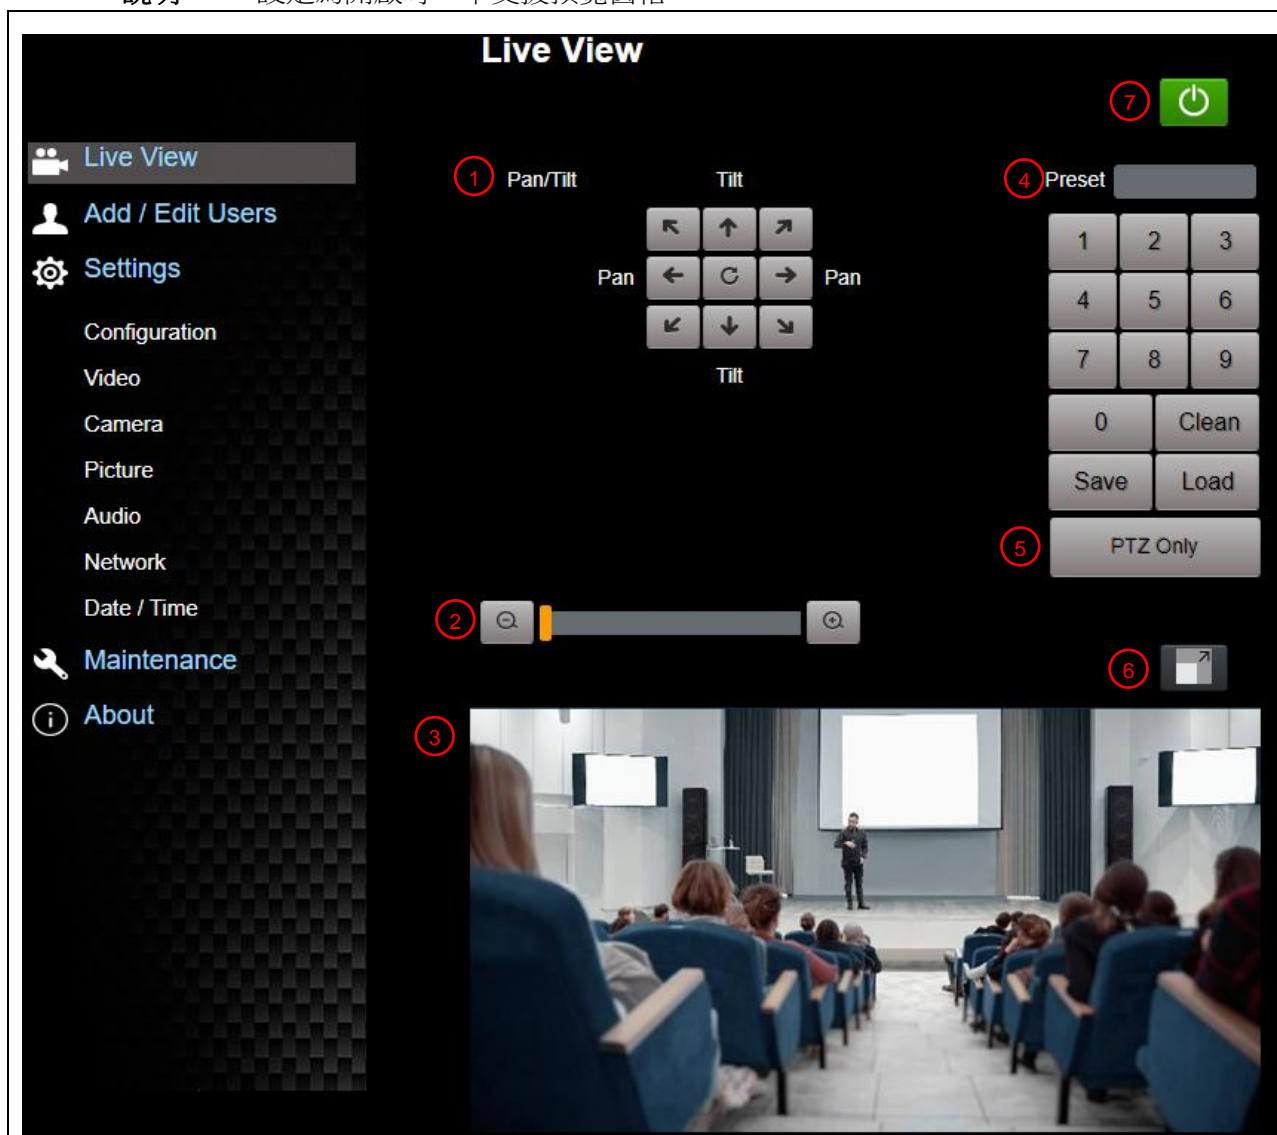 Live View
7
Live View
Add / Edit Users
Settings
Configuration
Video
Camera
Picture
Audio
Network
Date / Time
Maintenance
About
1 Pan/Tilt Tilt
Pan Pan
Tilt
4 Preset
1 2 3
4 5 6
7 8 9
0 Clean
Save Load
5 PTZ Only
2
6
3